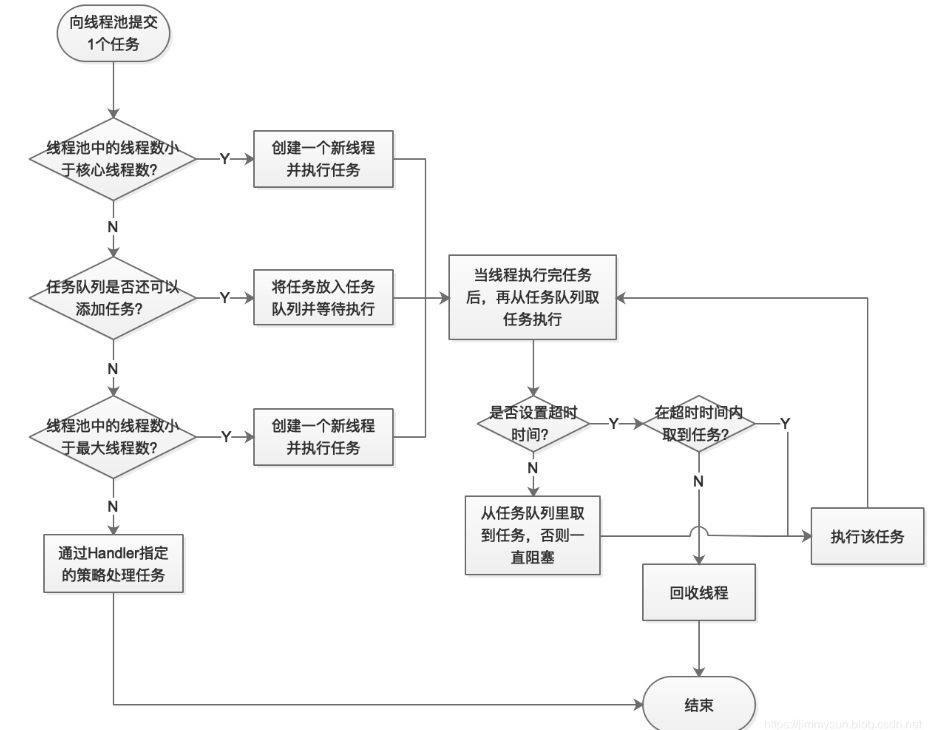 向线程池提交
1个任务
线程池中的线程数小
于核心线程数?
Y
创建一个新线程
并执行任务
N
任务队列是否还可以
添加任务?
Y
将任务放入任务
队列并等待执行
当线程执行完任务
后，再从任务队列取
任务执行
N
线程池中的线程数小
于最大线程数?
Y
创建一个新线程
并执行任务
是否设置超时
时间?
Y
在超时时间内
取到任务?
Y
N
N
N
通过Handler指定
的策略处理任务
从任务队列里取
到任务，否则一
直阻塞
执行该任务
回收线程
结束
https://jimmysun.blog.csdn.net